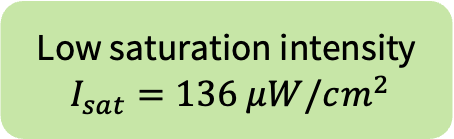 Low saturation intensity
I_sat = 136 μW/cm²